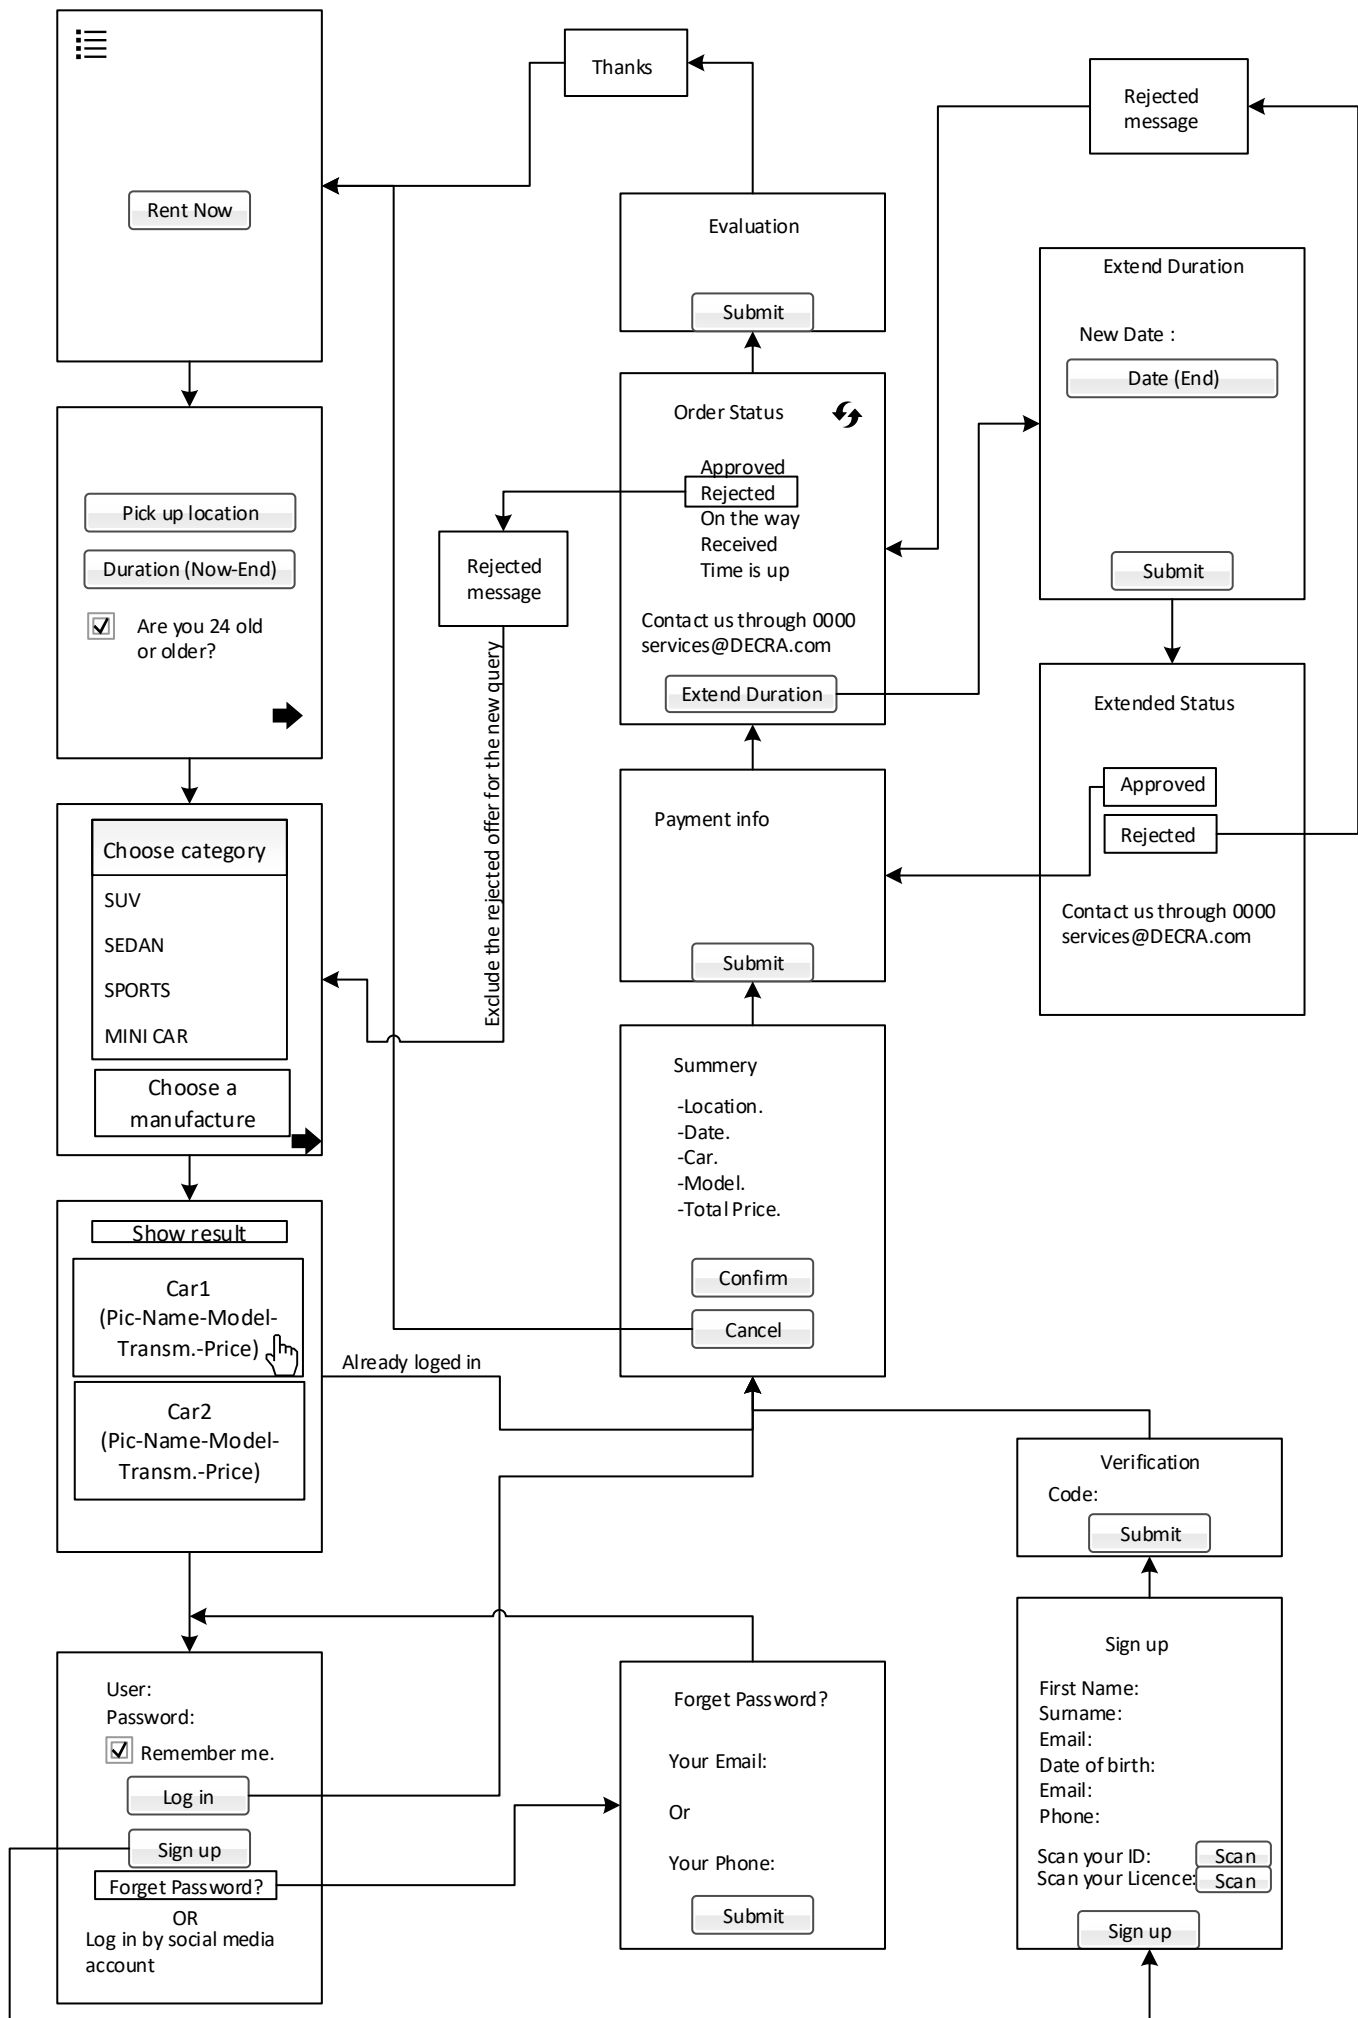 Rent Now
Pick up location
Duration (Now-End)
Are you 24 old
or older?
Choose category
SUV
SEDAN
SPORTS
MINI CAR
Choose a
manufacture
Show result
Car1
(Pic-Name-Model-
Transm.-Price)
Car2
(Pic-Name-Model-
Transm.-Price)
Already loged in
User:
Password:
Remember me.
Log in
Sign up
Forget Password?
OR
Log in by social media
account
Thanks
Evaluation
Submit
Order Status
Approved
Rejected
On the way
Received
Time is up
Contact us through 0000
services@DECRA.com
Extend Duration
Rejected
message
Exclude the rejected offer for the new query
Payment info
Submit
Summery
-Location.
-Date.
-Car.
-Model.
-Total Price.
Confirm
Cancel
Forget Password?
Your Email:
Or
Your Phone:
Submit
Rejected
message
Extend Duration
New Date :
Date (End)
Submit
Extended Status
Approved
Rejected
Contact us through 0000
services@DECRA.com
Verification
Code:
Submit
Sign up
First Name:
Surname:
Email:
Date of birth:
Email:
Phone:
Scan your ID:
Scan
Scan your Licence:
Scan
Sign up